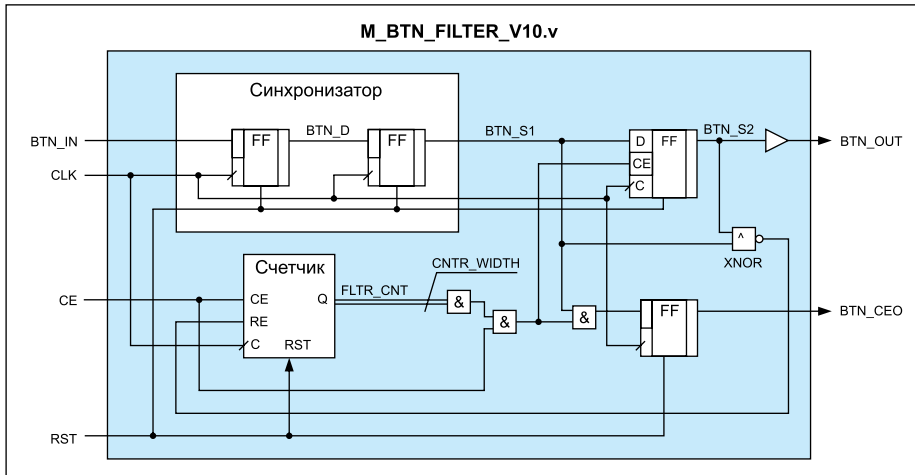 M_BTN_FILTER_V10.v
Синхронизатор
BTN_IN
FF
BTN_D
FF
BTN_S1
D
FF
CE
C
BTN_S2
BTN_OUT
CLK
^
XNOR
Счетчик
CE
Q
RE
C
RST
FLTR_CNT
CNTR_WIDTH
&
&
&
FF
CE
BTN_CEO
RST